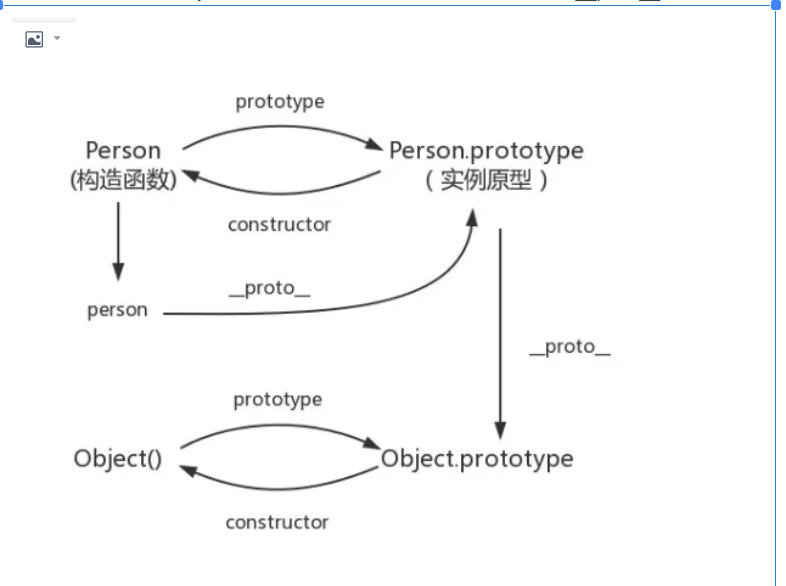 prototype
Person
Person.prototype
(构造函数)
(实例原型)
constructor
__proto__
person
__proto__
prototype
Object()
Object.prototype
constructor